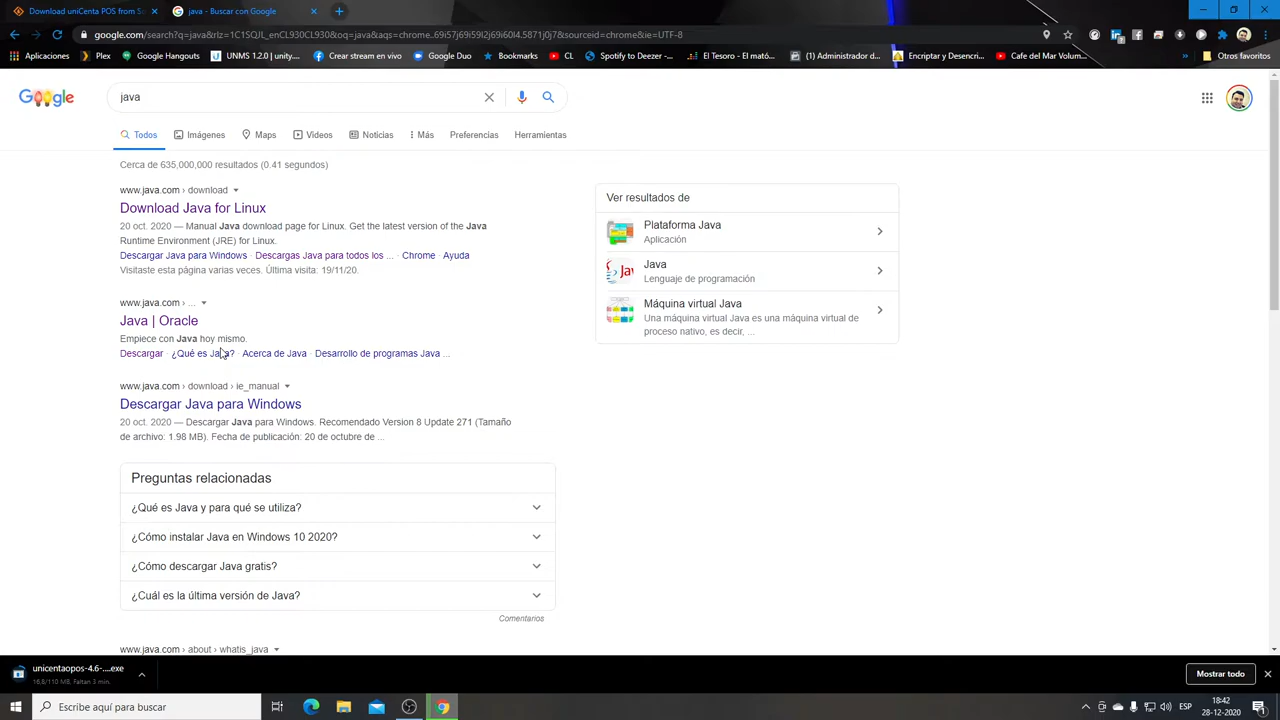 Download uniCenta POS from So
java - Buscar con Google
google.com/search?q=java&rlz=1C1SQJL_enCL930CL930&oq=java&aqs=chrome..69i57j69i59l2j69i60l4.5871j0j7&sourceid=chrome&ie=UTF-8
Aplicaciones Plex Google Hangouts UNMS 1.2.0 | unity.... Crear stream en vivo Google Duo Bookmarks CL Spotify to Deezer -... El Tesoro - El mató... (1) Administrador d... Encriptar y Desencri... Cafe del Mar Volum... » Otros favoritos
Google
java
Todos Imágenes Maps Videos Noticias Más Preferencias Herramientas
Cerca de 635,000,000 resultados (0.41 segundos)
www.java.com › download
Download Java for Linux
20 oct. 2020 — Manual Java download page for Linux. Get the latest version of the Java
Runtime Environment (JRE) for Linux.
Descargar Java para Windows · Descargas Java para todos los ... · Chrome · Ayuda
Visitaste esta página varias veces. Última visita: 19/11/20.
www.java.com › ...
Java | Oracle
Empiece con Java hoy mismo.
Descargar · ¿Qué es Java? · Acerca de Java · Desarrollo de programas Java ...
www.java.com › download › ie_manual
Descargar Java para Windows
20 oct. 2020 — Descargar Java para Windows. Recomendado Version 8 Update 271 (Tamaño
de archivo: 1.98 MB). Fecha de publicación: 20 de octubre de ...
Preguntas relacionadas
¿Qué es Java y para qué se utiliza?
¿Cómo instalar Java en Windows 10 2020?
¿Cómo descargar Java gratis?
¿Cuál es la última versión de Java?
Comentarios
www.java.com › about › whatis_java
Ver resultados de
Plataforma Java
Aplicación
Java
Lenguaje de programación
Máquina virtual Java
Una máquina virtual Java es una máquina virtual de
proceso nativo, es decir, ...
unicentaopos-4.6-....exe
16,8/110 MB, Faltan 3 min.
Mostrar todo
Escribe aquí para buscar
ESP
18:42
28-12-2020